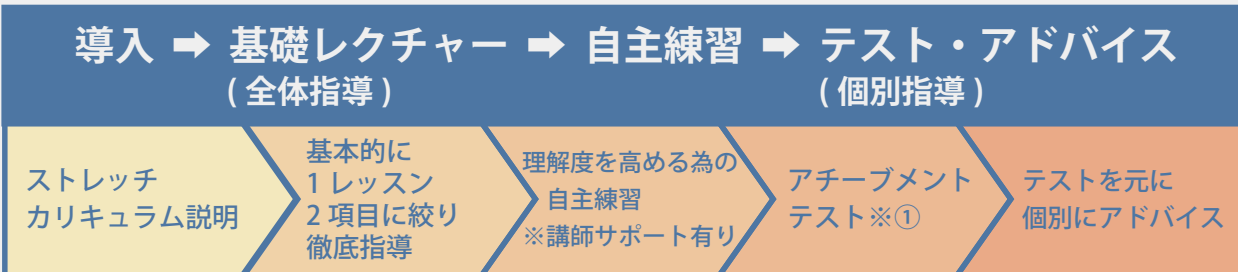 導入 ➡ 基礎レクチャー ➡ 自主練習 ➡ テスト・アドバイス
( 全体指導 )
( 個別指導 )
ストレッチ
カリキュラム説明
基本的に
1 レッスン
2 項目に絞り
徹底指導
理解度を高める為の
自主練習
※講師サポート有り
アチーブメント
テスト※①
テストを元に
個別にアドバイス